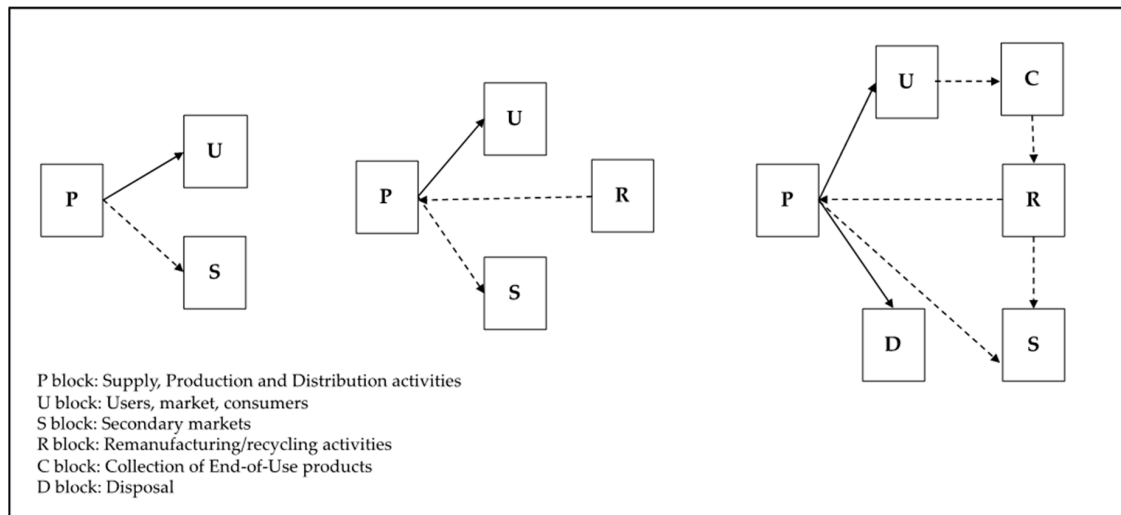 P
U
S
P
U
R
S
P
U
C
R
D
S
P block: Supply, Production and Distribution activities
U block: Users, market, consumers
S block: Secondary markets
R block: Remanufacturing/recycling activities
C block: Collection of End-of-Use products
D block: Disposal